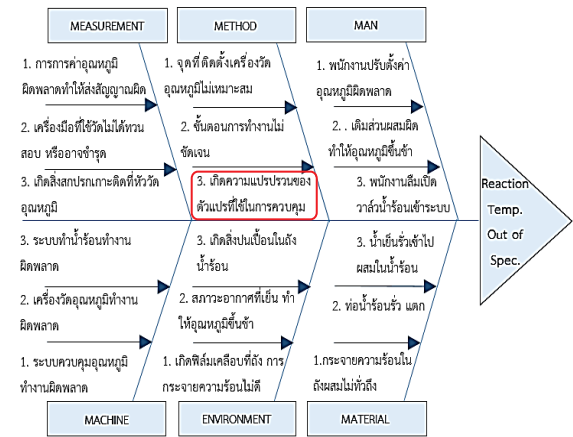 MEASUREMENT
METHOD
MAN
1. การการค่าอุณหภูมิ
ผิดพลาดทำให้ส่งสัญญาณผิด
1. จุดที่ติดตั้งเครื่องวัด
อุณหภูมิไม่เหมาะสม
1. พนักงานปรับตั้งค่า
อุณหภูมิผิดพลาด
2. เครื่องมือที่ใช้วัดไม่ได้ทวน
สอบ หรืออาจชำรุด
2. ขั้นตอนการทำงานไม่
ชัดเจน
2. . เติมส่วนผสมผิด
ทำให้อุณหภูมิขึ้นช้า
3. เกิดสิ่งสกปรกเกาะติดที่หัววัด
อุณหภูมิ
3. เกิดความแปรปรวนของ
ตัวแปรที่ใช้ในการควบคุม
3. พนักงานลืมเปิด
วาล์วน้ำร้อนเข้าระบบ
Reaction
Temp.
Out of
Spec.
3. ระบบทำน้ำร้อนทำงาน
ผิดพลาด
3. เกิดสิ่งปนเปื้อนในถัง
น้ำร้อน
3. น้ำเย็นรั่วเข้าไป
ผสมในน้ำร้อน
2. เครื่องวัดอุณหภูมิทำงาน
ผิดพลาด
2. สภาวะอากาศที่เย็น ทำ
ให้อุณหภูมิขึ้นช้า
2. ท่อน้ำร้อนรั่ว แตก
1. ระบบควบคุมอุณหภูมิ
ทำงานผิดพลาด
1. เกิดฟิล์มเคลือบที่ถัง การ
กระจายความร้อนไม่ดี
1.กระจายความร้อนใน
ถังผสมไม่ทั่วถึง
MACHINE
ENVIRONMENT
MATERIAL